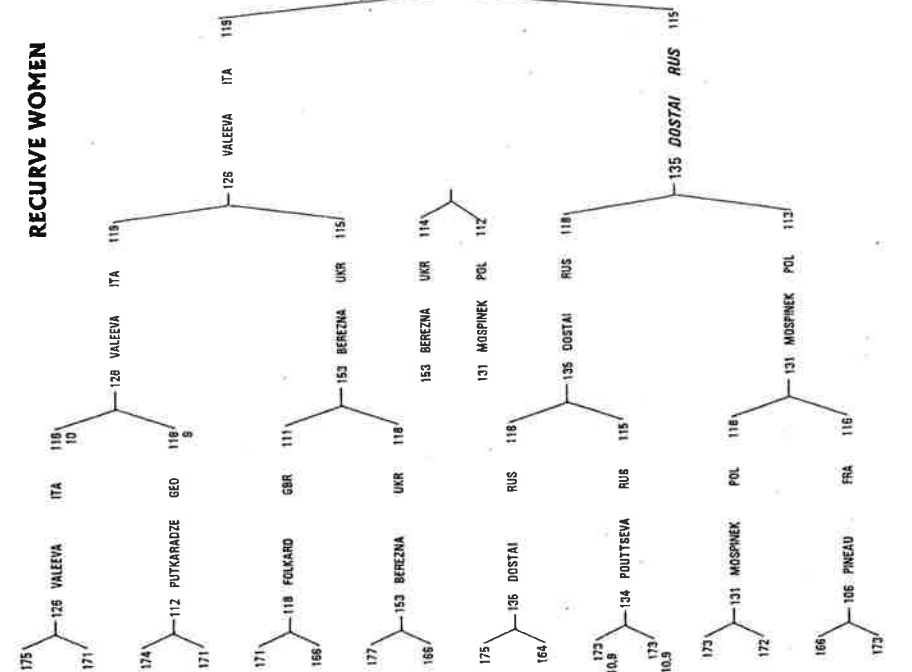 RECURVE WOMEN
175
126 VALEEVA ITA 116
10
171
128 VALEEVA ITA 116
174
112 PUTKARADZE GEO 116
9
171
126 VALEEVA ITA 119
171
118 FOLKARD GBR 111
166
153 BEREZNA UKR 115
177
153 BEREZNA UKR 118
166
153 BEREZNA UKR 114
131 MOSPINEK POL 112
175
135 DOSTAI RUS 118
164
135 DOSTAI RUS 118
173
10,9
134 POUTTSEVA RUS 115
173
10,9
135 DOSTAI RUS 115
173
131 MOSPINEK POL 118
172
131 MOSPINEK POL 113
166
106 PINEAU FRA 116
173